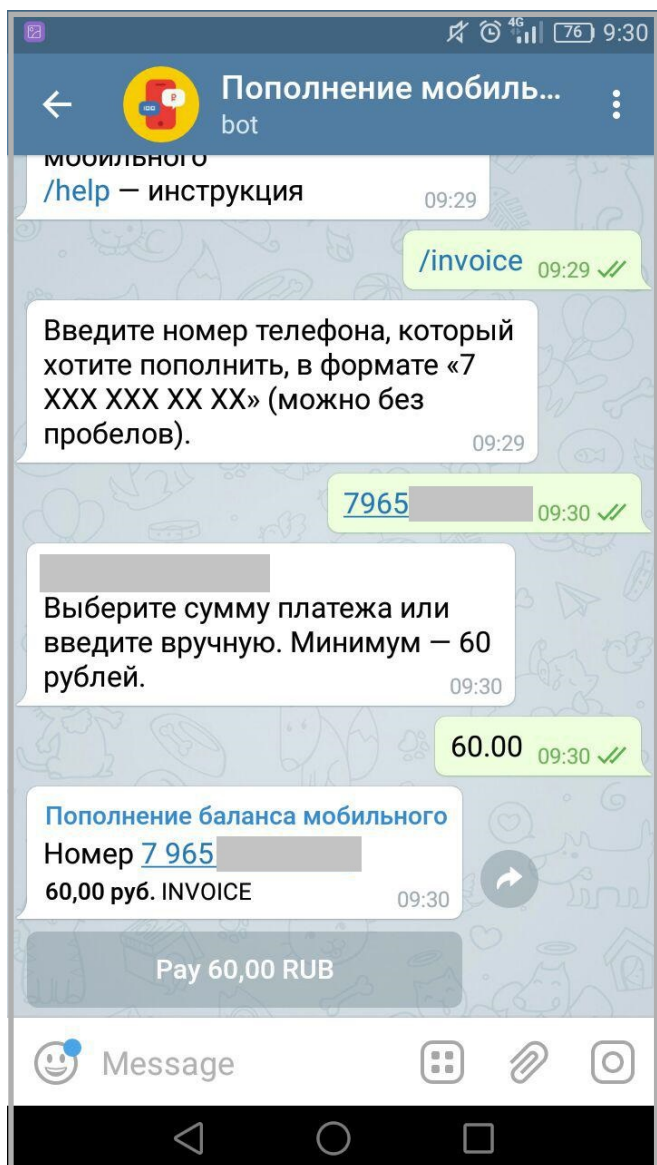 4G 76 9:30
Пополнение мобиль...
bot
мобильного
/help — инструкция 09:29
/invoice 09:29
Введите номер телефона, который
хотите пополнить, в формате «7
XXX XXX XX XX» (можно без
пробелов). 09:29
7965 09:30
Выберите сумму платежа или
введите вручную. Минимум — 60
рублей. 09:30
60.00 09:30
Пополнение баланса мобильного
Номер 7 965
60,00 руб. INVOICE 09:30
Pay 60,00 RUB
Message